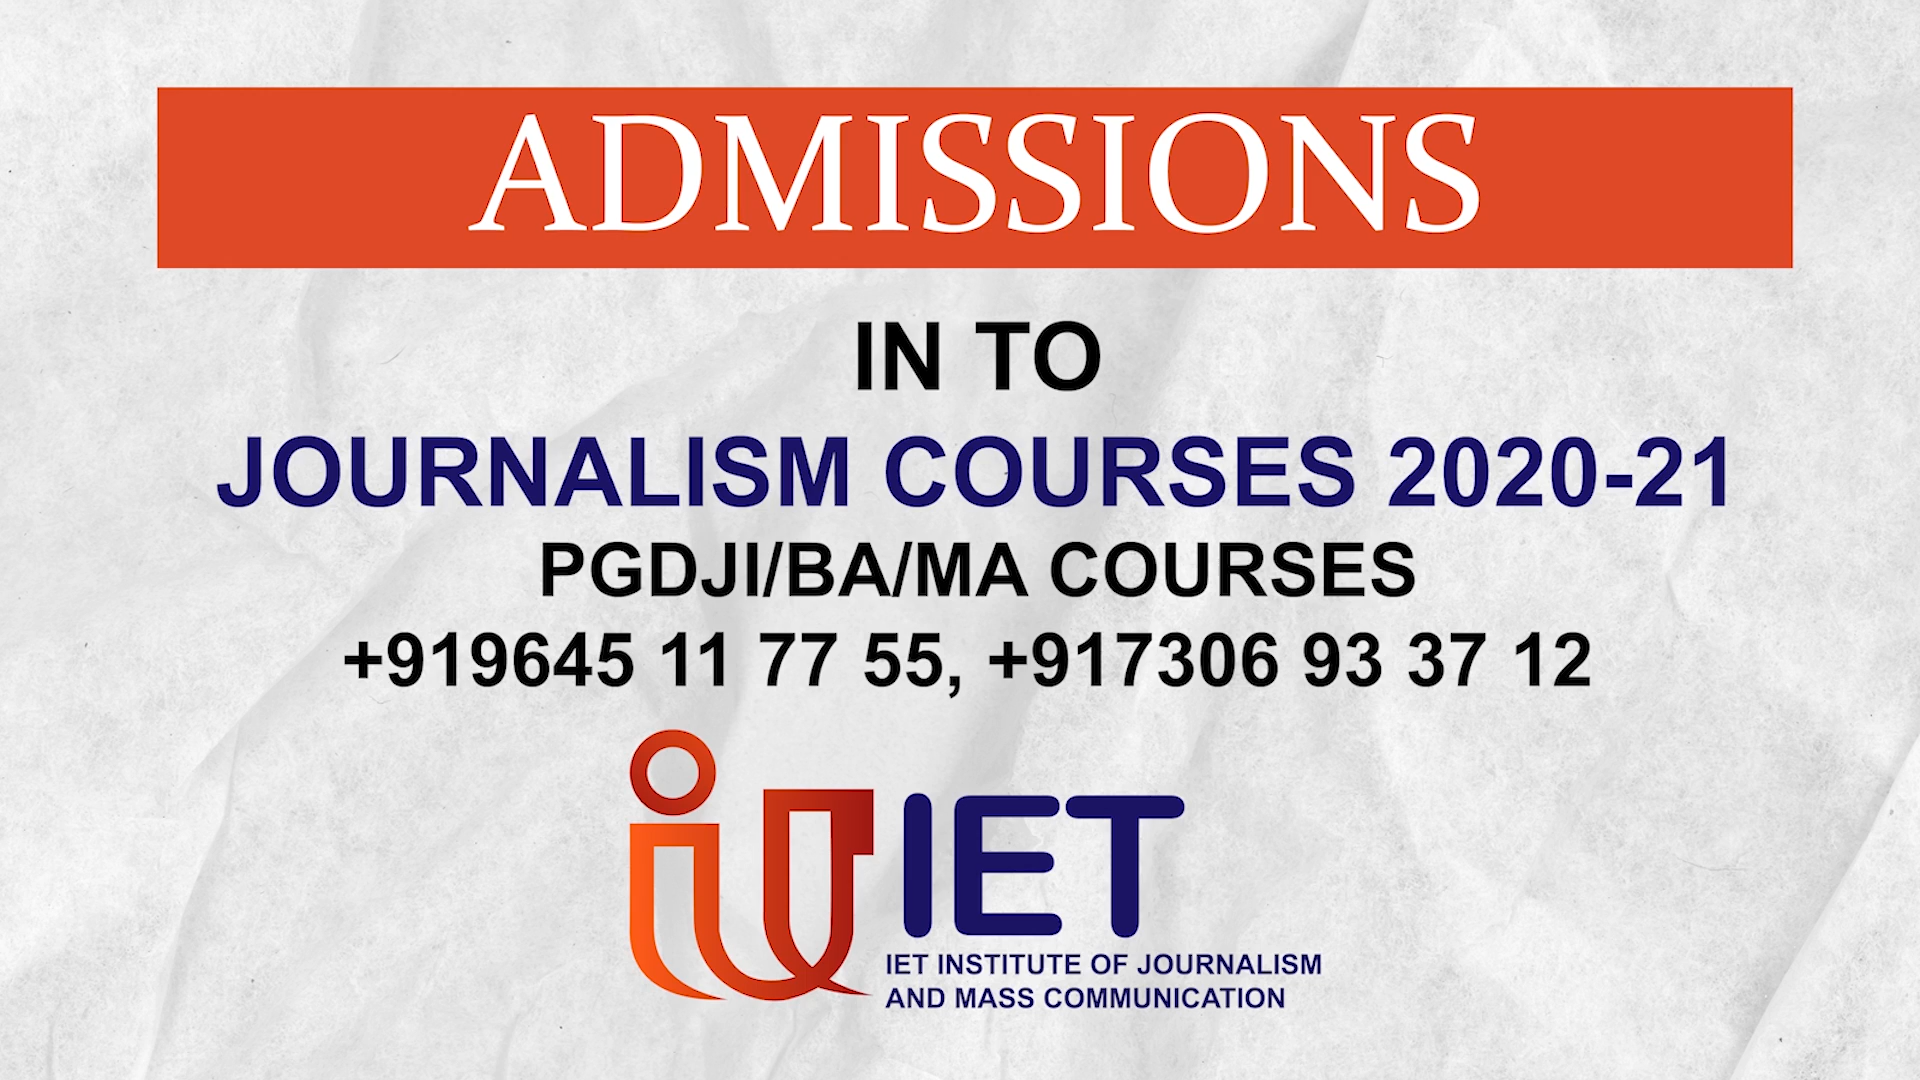 ADMISSIONS
IN TO
JOURNALISM COURSES 2020-21
PGDJI/BA/MA COURSES
+919645 11 77 55, +917306 93 37 12
IET
IET INSTITUTE OF JOURNALISM
AND MASS COMMUNICATION